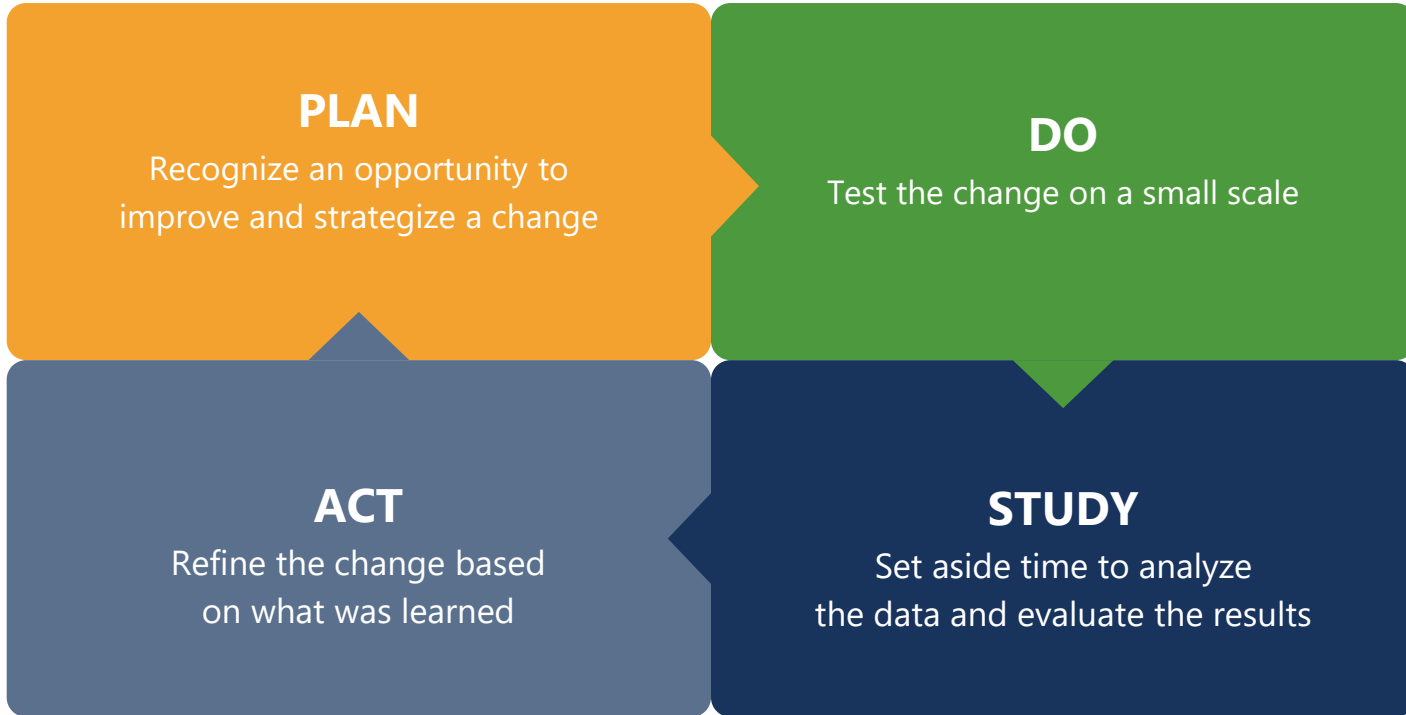 PLAN
Recognize an opportunity to
improve and strategize a change
DO
Test the change on a small scale
ACT
Refine the change based
on what was learned
STUDY
Set aside time to analyze
the data and evaluate the results